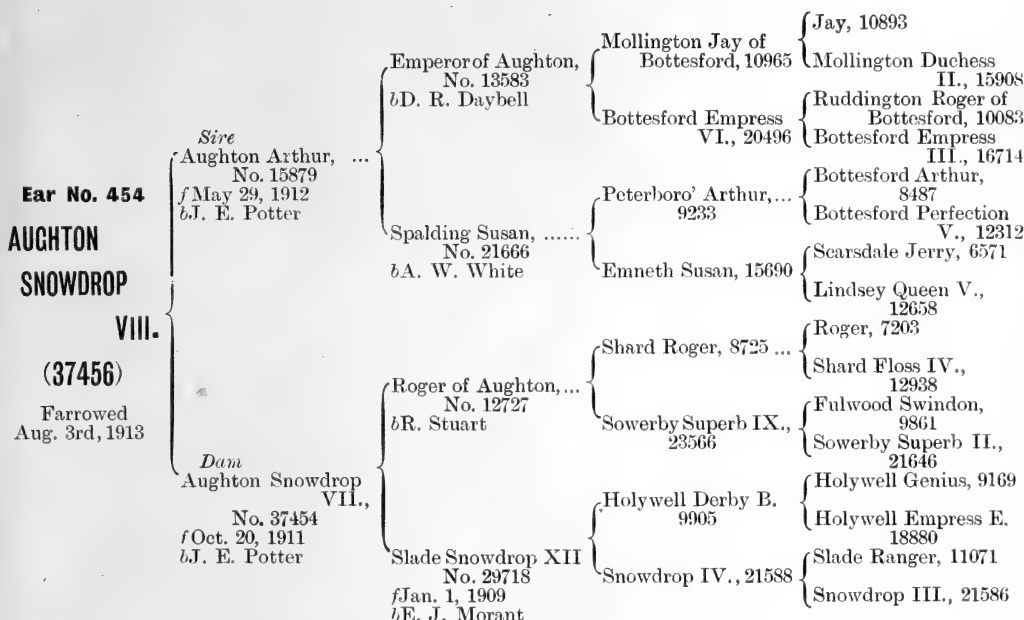 Ear No. 454
AUGHTON
SNOWDROP
VIII.
(37456)
Farrowed
Aug. 3rd, 1913
Sire
Aughton Arthur, ...
No. 15879
f May 29, 1912
bJ. E. Potter
Dam
Aughton Snowdrop
VII.,
No. 37454
f Oct. 20, 1911
bJ. E. Potter
Emperor of Aughton,
No. 13583
bD. R. Daybell
Spalding Susan, ......
No. 21666
bA. W. White
Roger of Aughton, ...
No. 12727
bR. Stuart
Slade Snowdrop XII
No. 29718
fJan. 1, 1909
bE. J. Morant
Mollington Jay of
Bottesford, 10965
Bottesford Empress
VI., 20496
Peterboro' Arthur, ...
9233
Emneth Susan, 15690
Shard Roger, 8725 ...
Sowerby Superb IX.,
23566
Holywell Derby B.
9905
Snowdrop IV., 21588
Jay, 10893
Mollington Duchess
II., 15908
Ruddington Roger of
Bottesford, 10083
Bottesford Empress
III., 16714
Bottesford Arthur,
8487
Bottesford Perfection
V., 12312
Scarsdale Jerry, 6571
Lindsey Queen V.,
12658
Roger, 7203
Shard Floss IV.,
12938
Fulwood Swindon,
9861
Sowerby Superb II.,
21646
Holywell Genius, 9169
Holywell Empress E.
18880
Slade Ranger, 11071
Snowdrop III., 21586